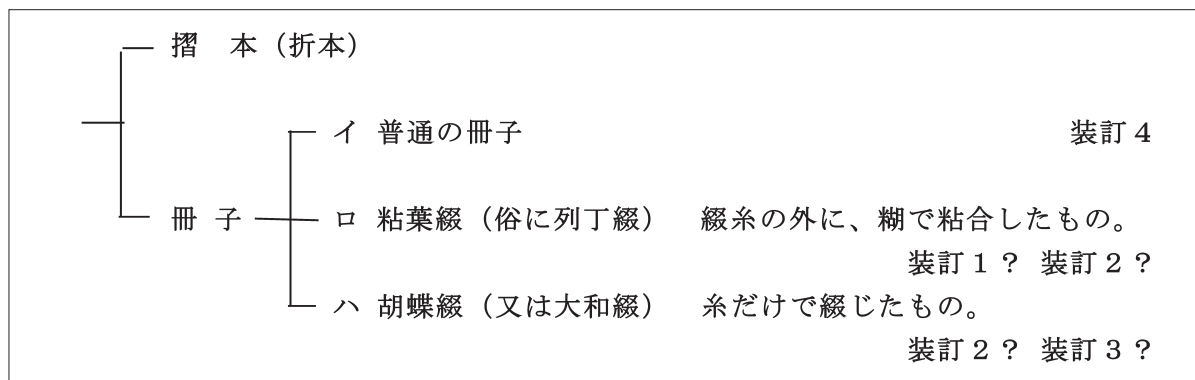 摺　本（折本）
イ 普通の冊子　装訂４
冊 子　ロ 粘葉綴（俗に列丁綴）　綴糸の外に、糊で粘合したもの。
装訂１？ 装訂２？
ハ 胡蝶綴（又は大和綴）　糸だけで綴じたもの。
装訂２？ 装訂３？